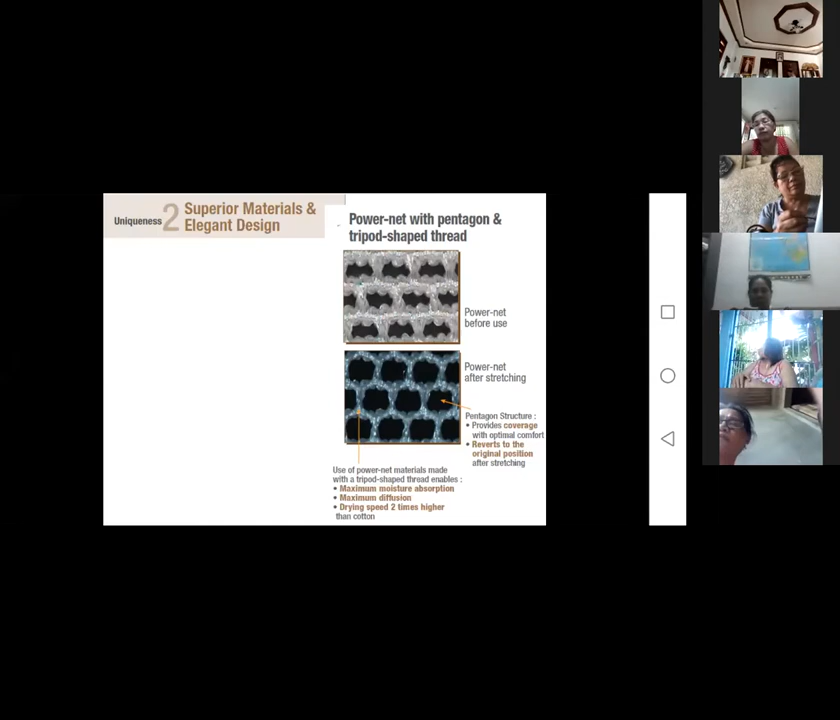 Uniqueness 2 Superior Materials &
Elegant Design
Power-net with pentagon &
tripod-shaped thread
Power-net
before use
Power-net
after stretching
Pentagon Structure :
• Provides coverage
with optimal comfort
• Reverts to the
original position
after stretching
Use of power-net materials made
with a tripod-shaped thread enables :
• Maximum moisture absorption
• Maximum diffusion
• Drying speed 2 times higher
than cotton